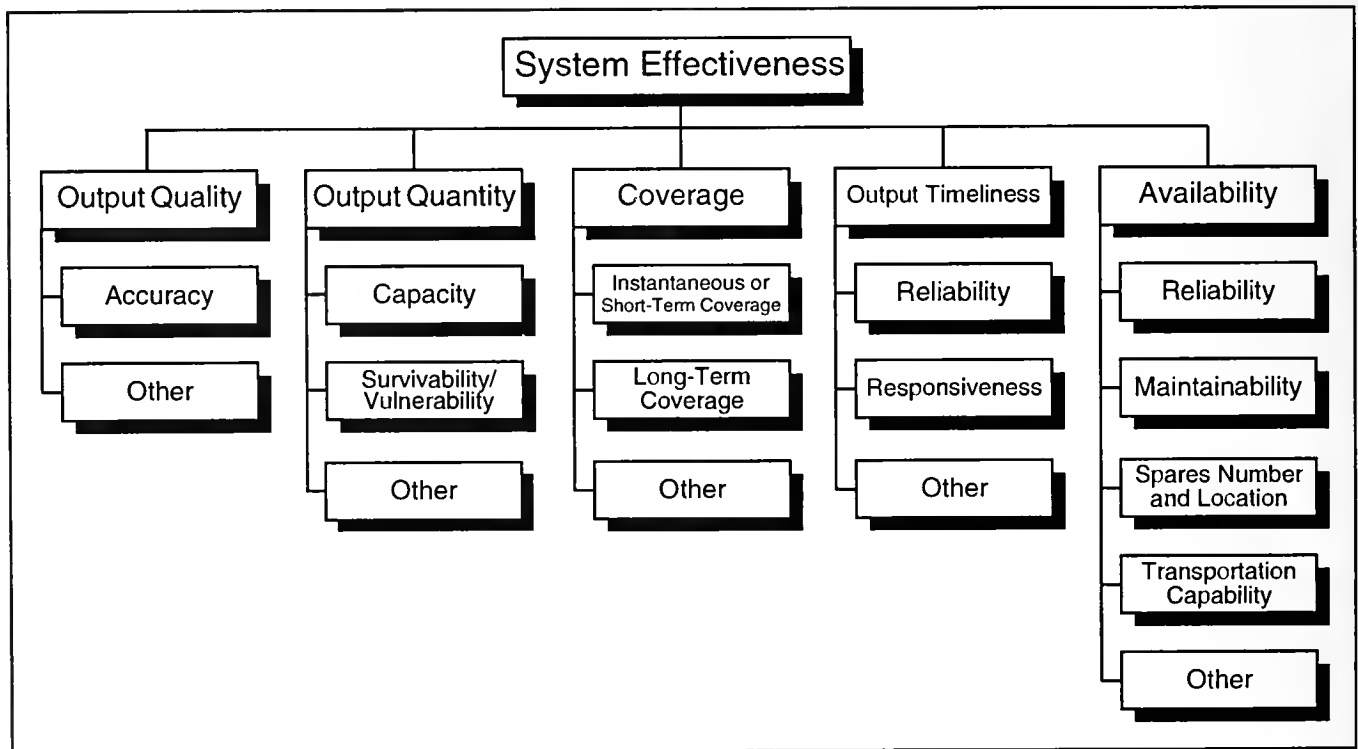 System Effectiveness
Output Quality
Accuracy
Other
Output Quantity
Capacity
Survivability/
Vulnerability
Other
Coverage
Instantaneous or
Short-Term Coverage
Long-Term
Coverage
Other
Output Timeliness
Reliability
Responsiveness
Other
Availability
Reliability
Maintainability
Spares Number
and Location
Transportation
Capability
Other